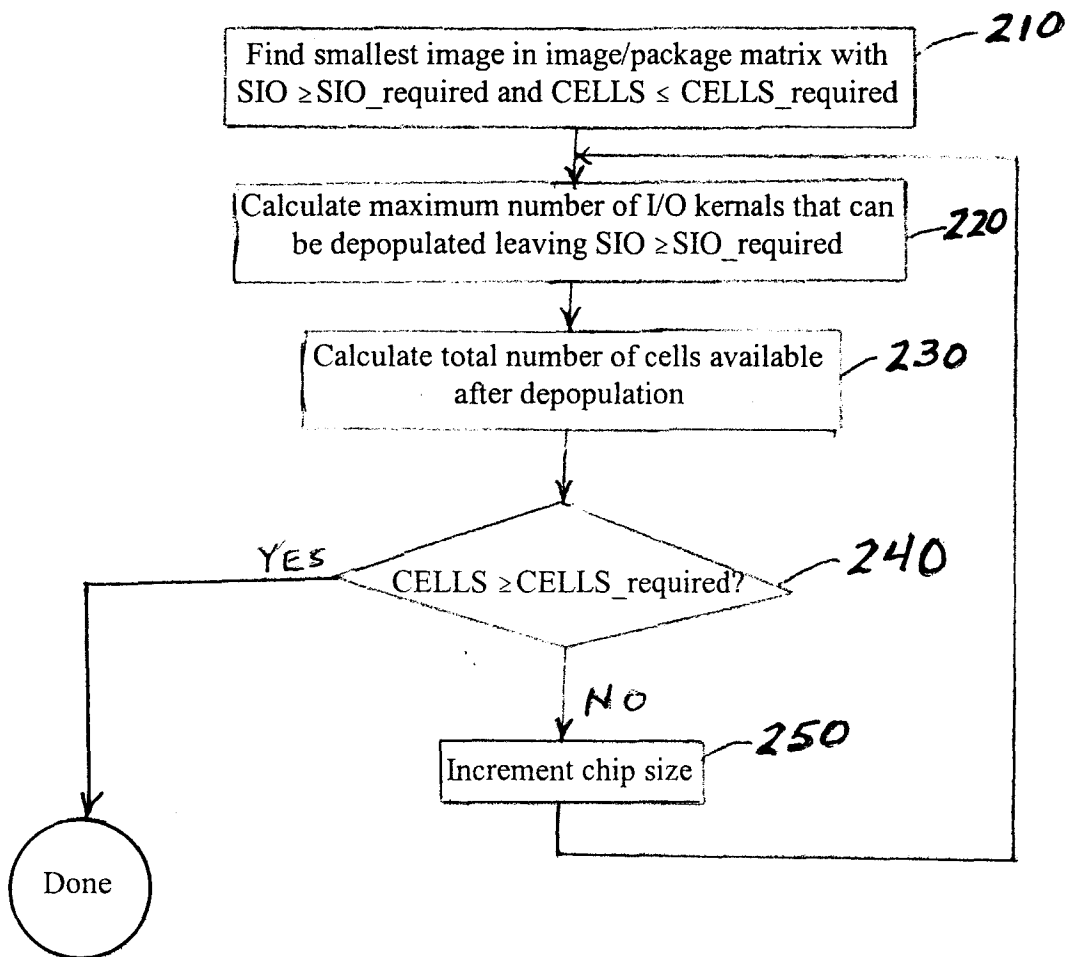 210
Find smallest image in image/package matrix with
SIO ≥SIO_required and CELLS ≤ CELLS_required
Calculate maximum number of I/O kernals that can
be depopulated leaving SIO ≥SIO_required
220
Calculate total number of cells available
after depopulation
230
YES
CELLS ≥CELLS_required?
240
NO
250
Increment chip size
Done